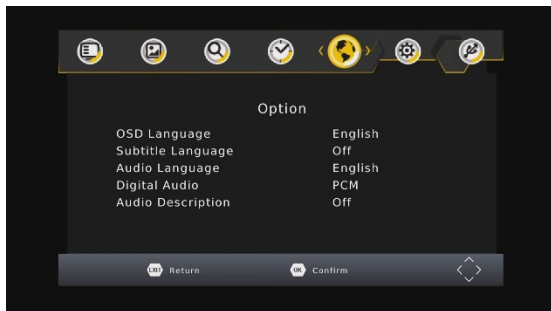 Option
OSD Language English
Subtitle Language Off
Audio Language English
Digital Audio PCM
Audio Description Off
EXIT Return OK Confirm